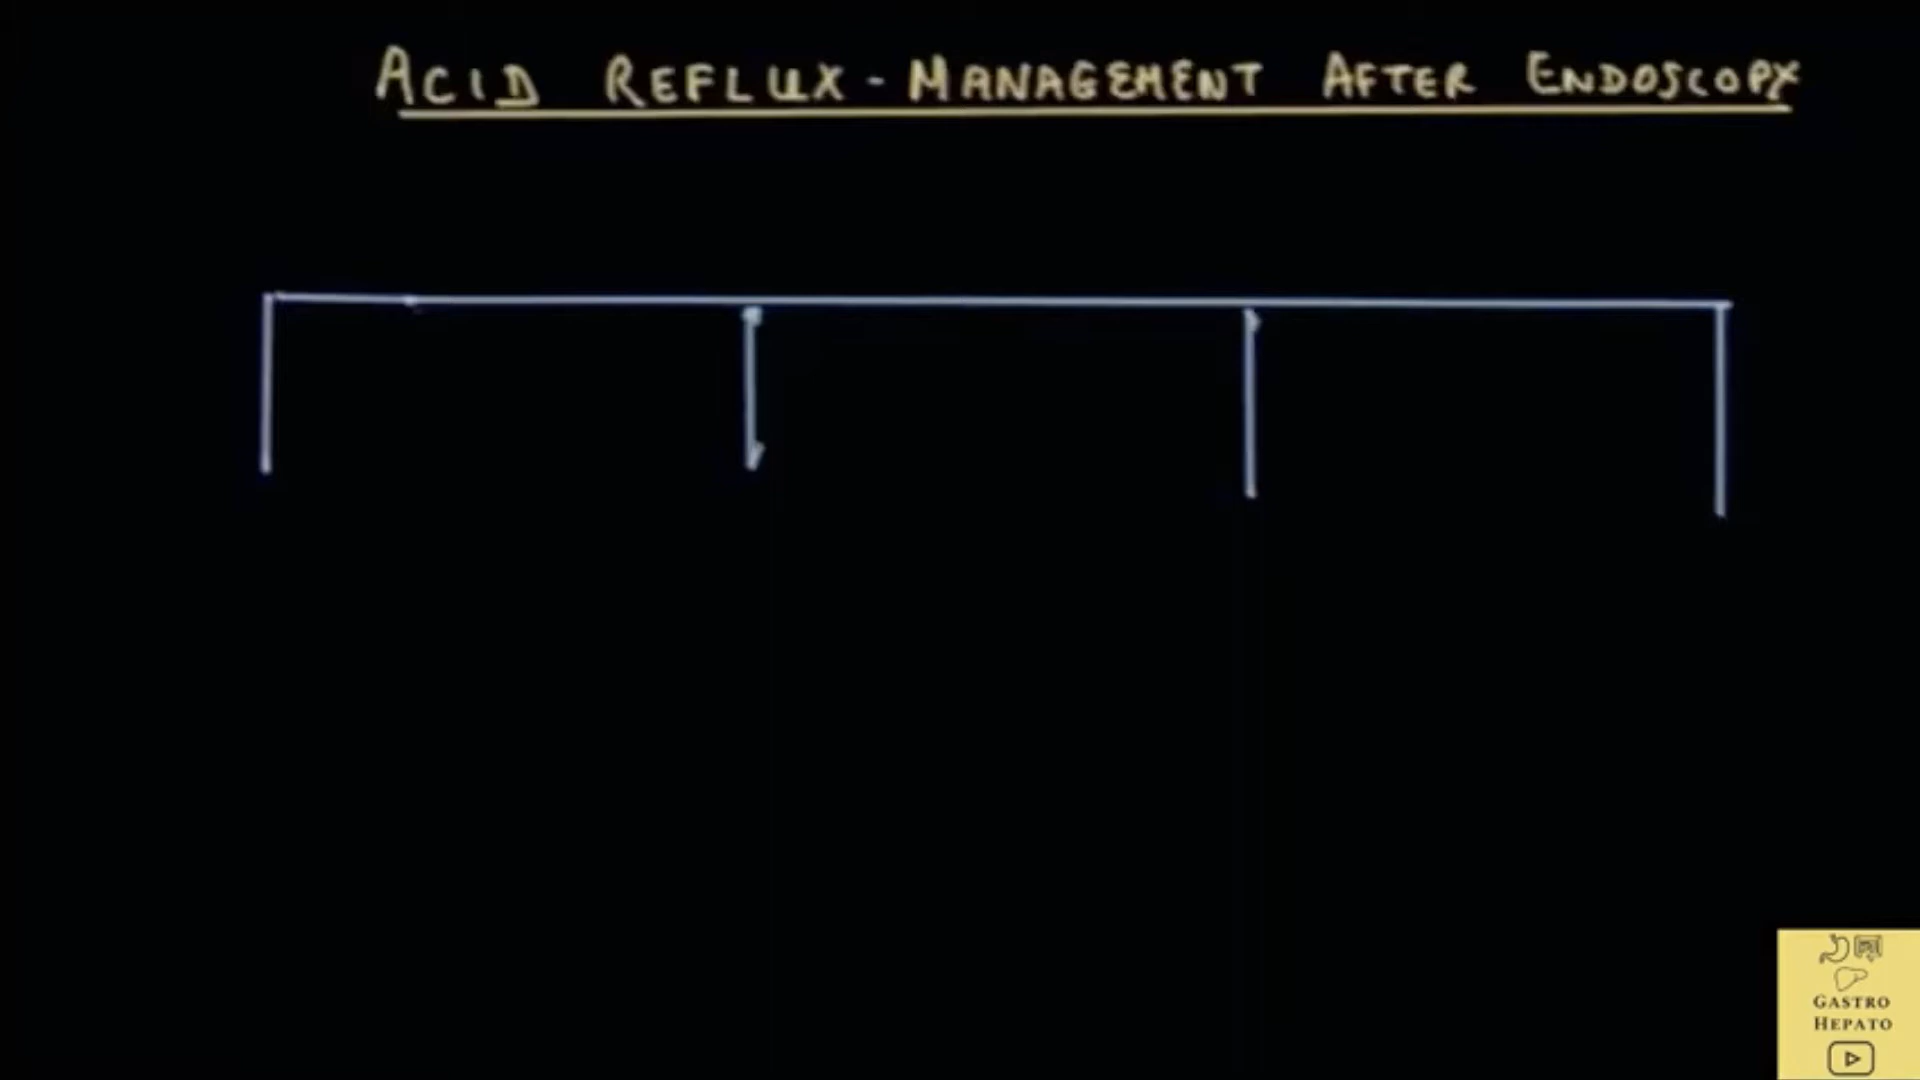 ACID REFLUX - MANAGEMENT AFTER ENDOSCOPY
GASTRO
HEPATO